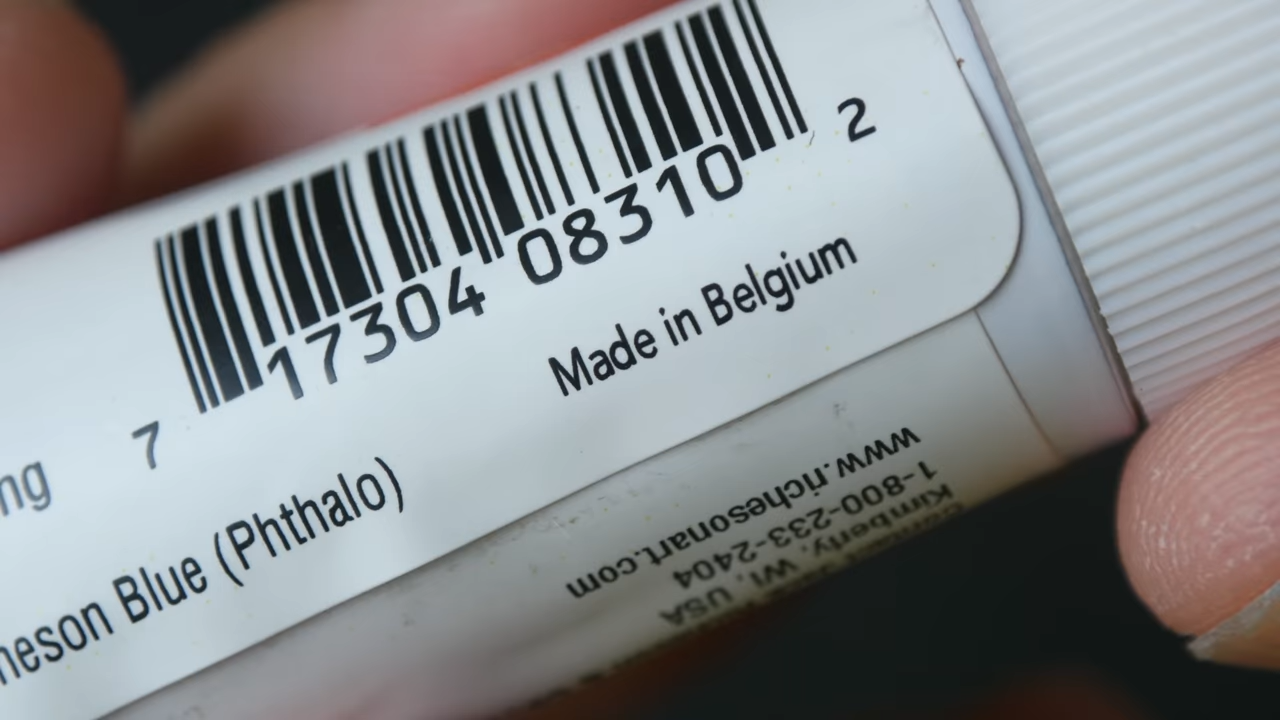 7 17304 08310 2
Made in Belgium
ng
heson Blue (Phthalo)
www.richesonart.com
1-800-233-2404
Kimberly, WI, USA